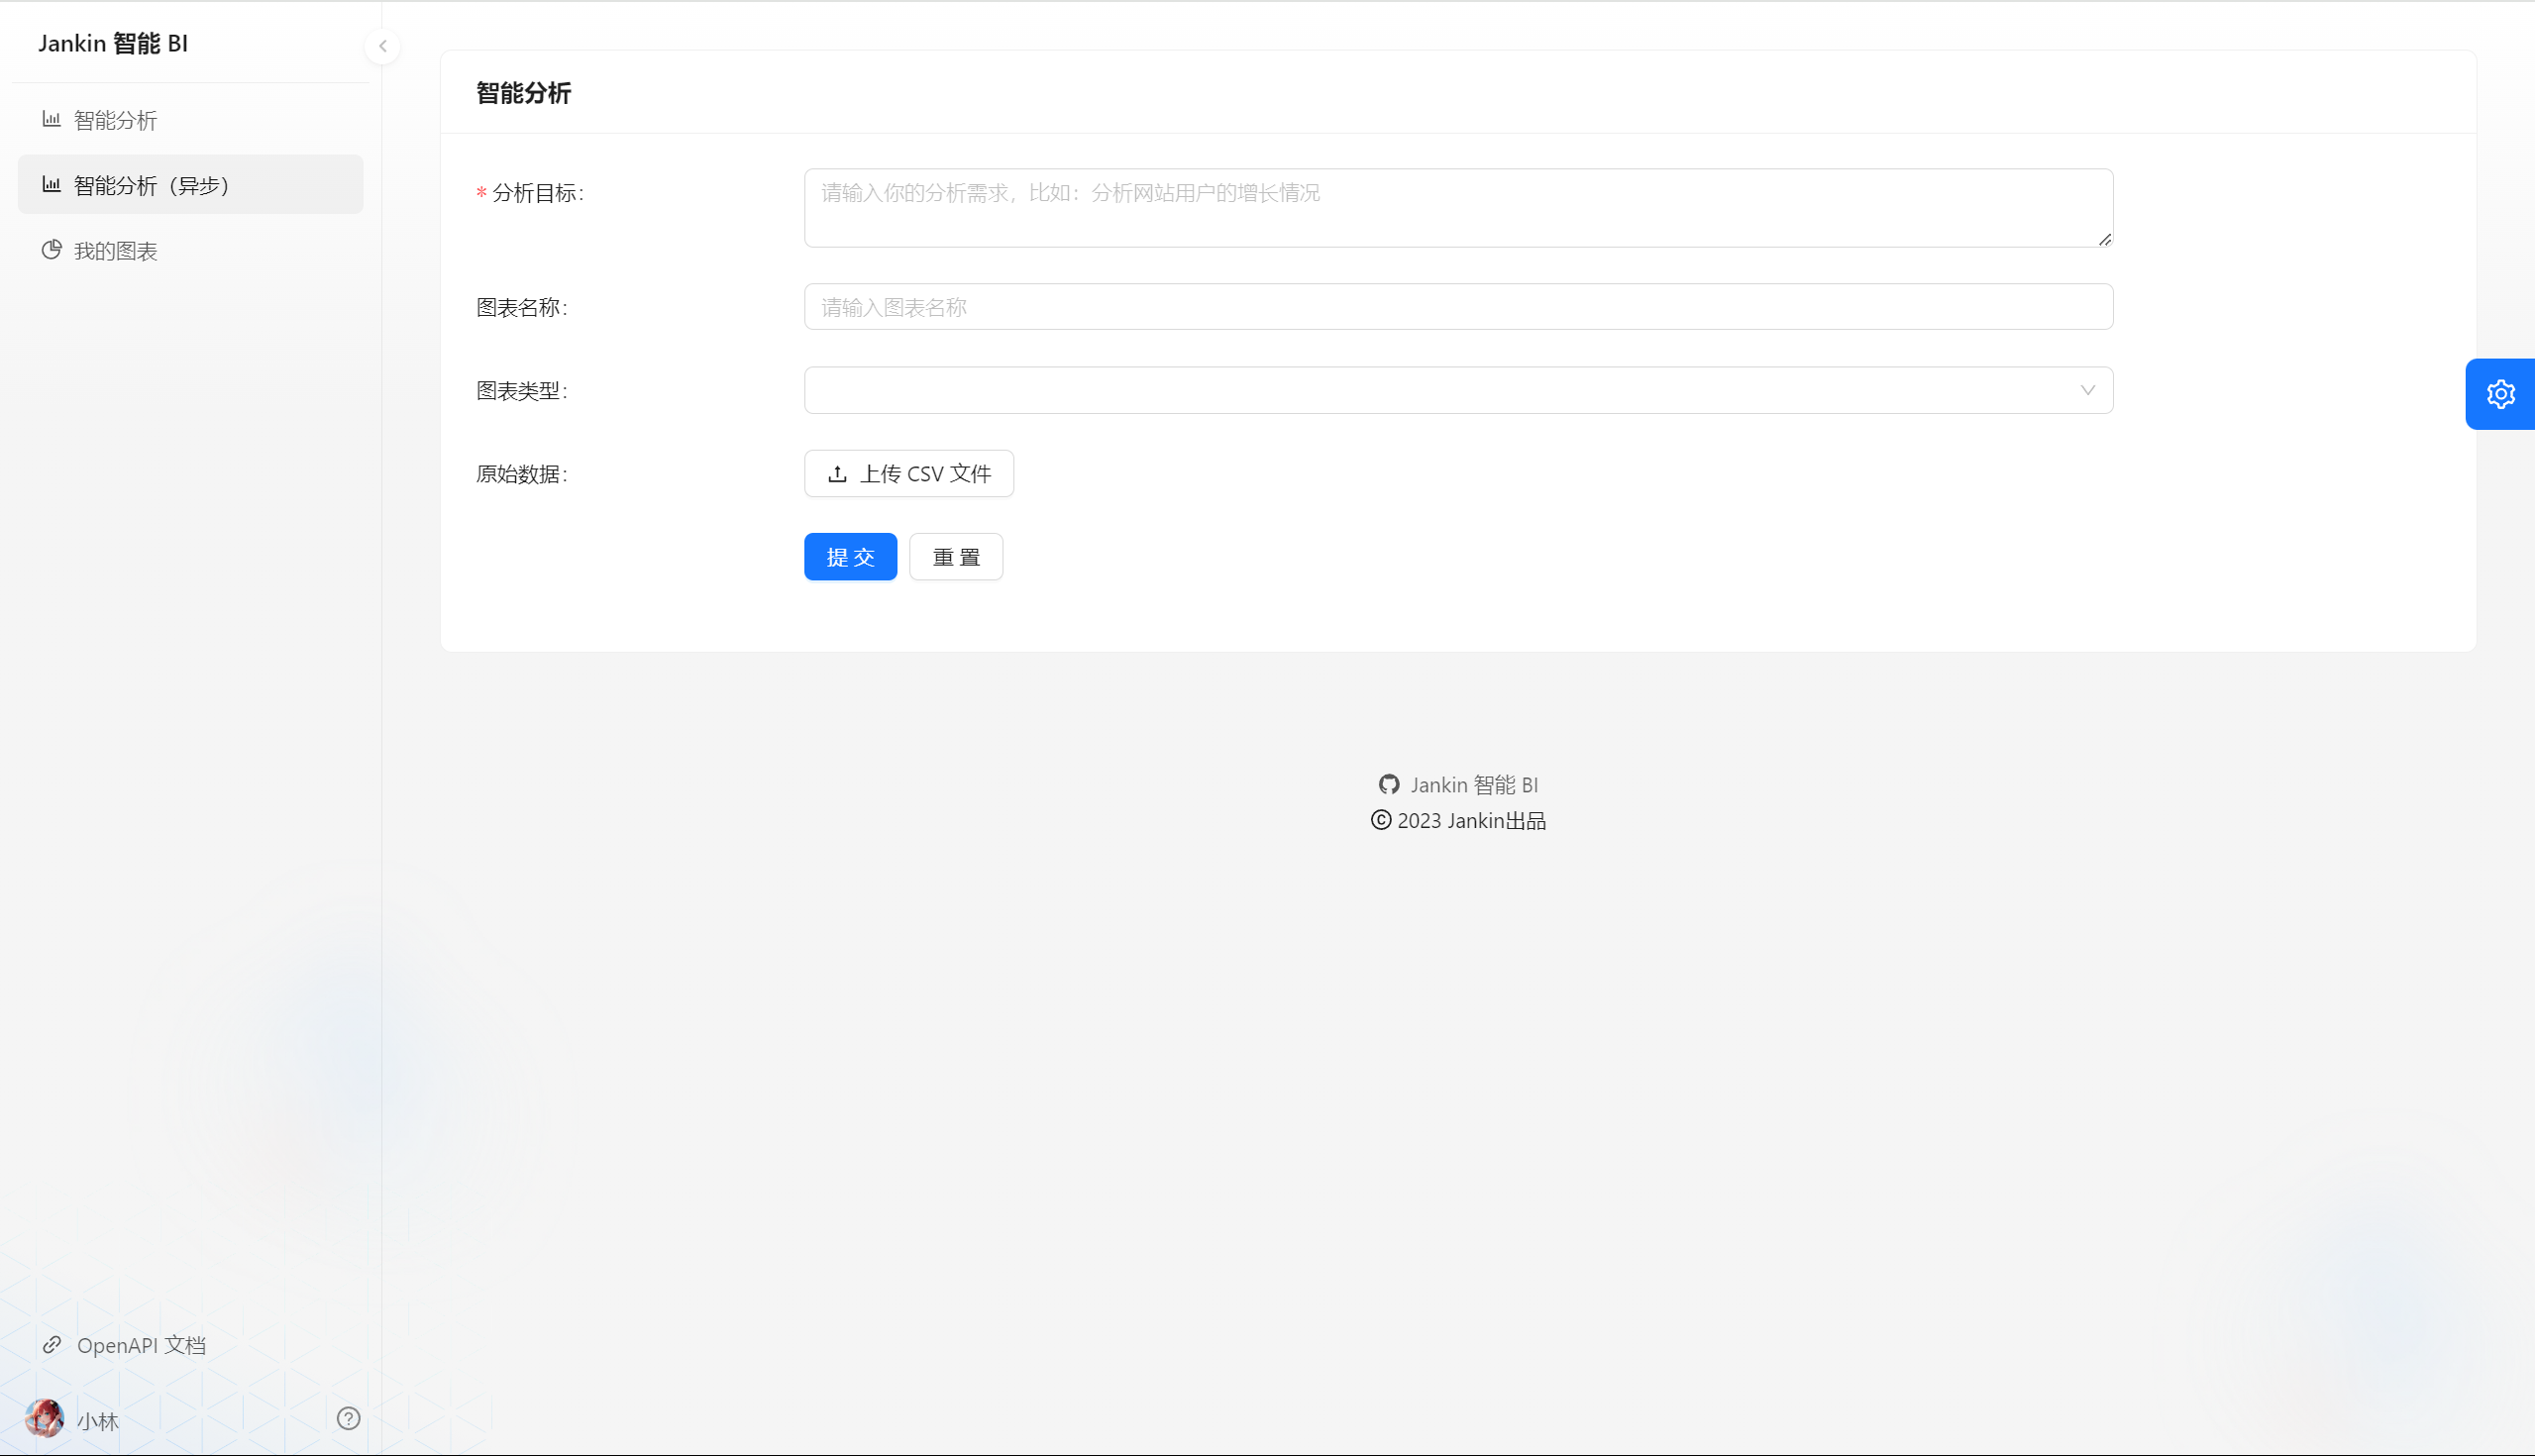 Jankin 智能 BI
智能分析
智能分析（异步）
我的图表
OpenAPI 文档
小林
智能分析
* 分析目标：
请输入你的分析需求，比如：分析网站用户的增长情况
图表名称：
请输入图表名称
图表类型：
原始数据：
上传 CSV 文件
提 交
重 置
Jankin 智能 BI
© 2023 Jankin出品